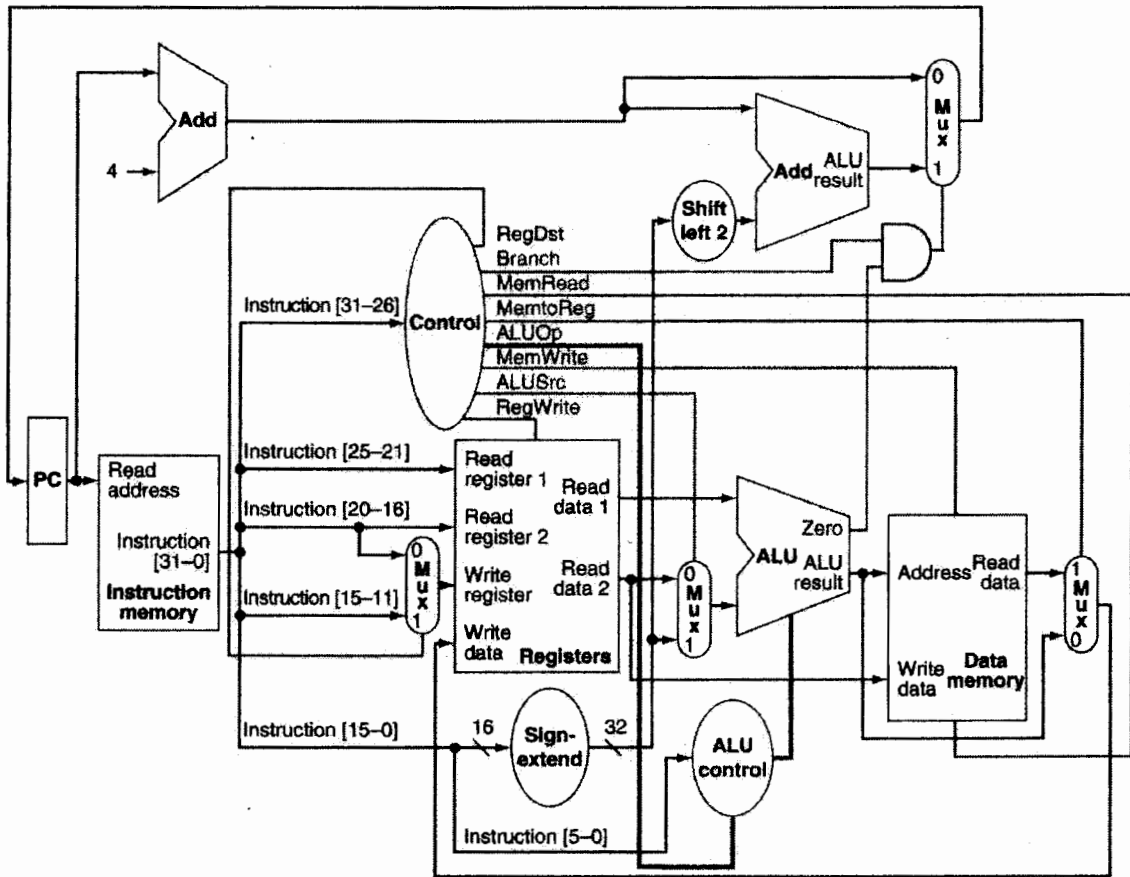 0
M
u
x
1
Add
4
Add
ALU
result
Shift
left 2
RegDst
Branch
MemRead
MemtoReg
ALUOp
MemWrite
ALUSrc
RegWrite
Control
Instruction [31–26]
Instruction [25–21]
Instruction [20–16]
Instruction [15–11]
Instruction [15–0]
Instruction [5–0]
PC
Read
address
Instruction
[31–0]
Instruction
memory
0
M
u
x
1
Read
register 1
Read
register 2
Write
register
Write
data
Read
data 1
Read
data 2
Registers
0
M
u
x
1
Zero
ALU
ALU
result
Address
Read
data
Write
data
Data
memory
1
M
u
x
0
16
Sign-
extend
32
ALU
control